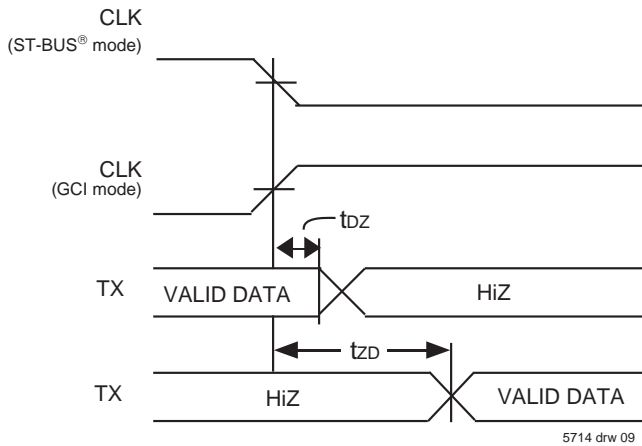 CLK
(ST-BUS® mode)
CLK
(GCI mode)
tDZ
TX
VALID DATA
HiZ
tZD
TX
HiZ
VALID DATA
5714 drw 09